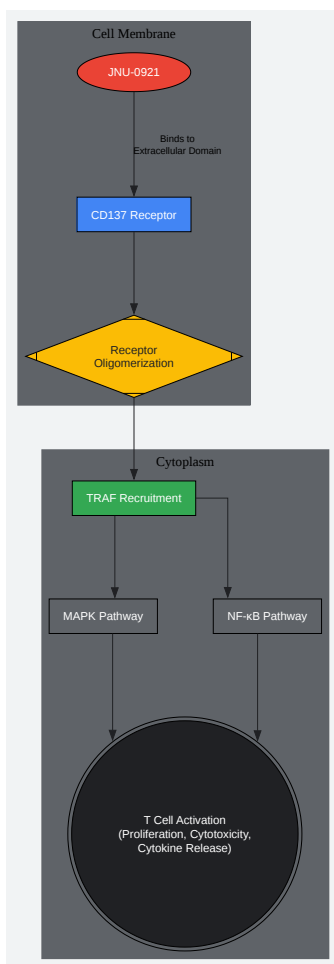 Cell Membrane
JNU-0921
Binds to
Extracellular Domain
CD137 Receptor
Receptor
Oligomerization
Cytoplasm
TRAF Recruitment
MAPK Pathway
NF-κB Pathway
T Cell Activation
(Proliferation, Cytotoxicity,
Cytokine Release)